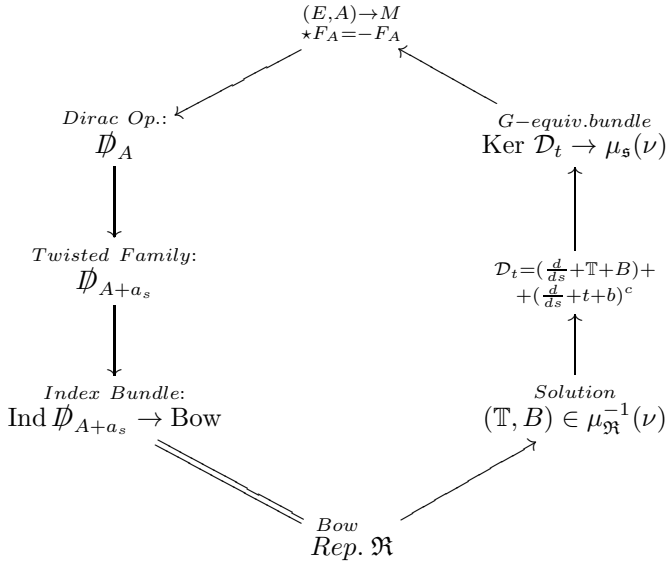 (E,A)→M
⋆F_A=−F_A
Dirac Op.:
D̸_A
G−equiv.bundle
Ker 𝒟_t → μ_𝔰(ν)
Twisted Family:
D̸_{A+a_s}
𝒟_t=(d/ds+𝕋+B)+
+(d/ds+t+b)^c
Index Bundle:
Ind D̸_{A+a_s} → Bow
Solution
(𝕋, B) ∈ μ_ℜ^{−1}(ν)
Bow
Rep. ℜ